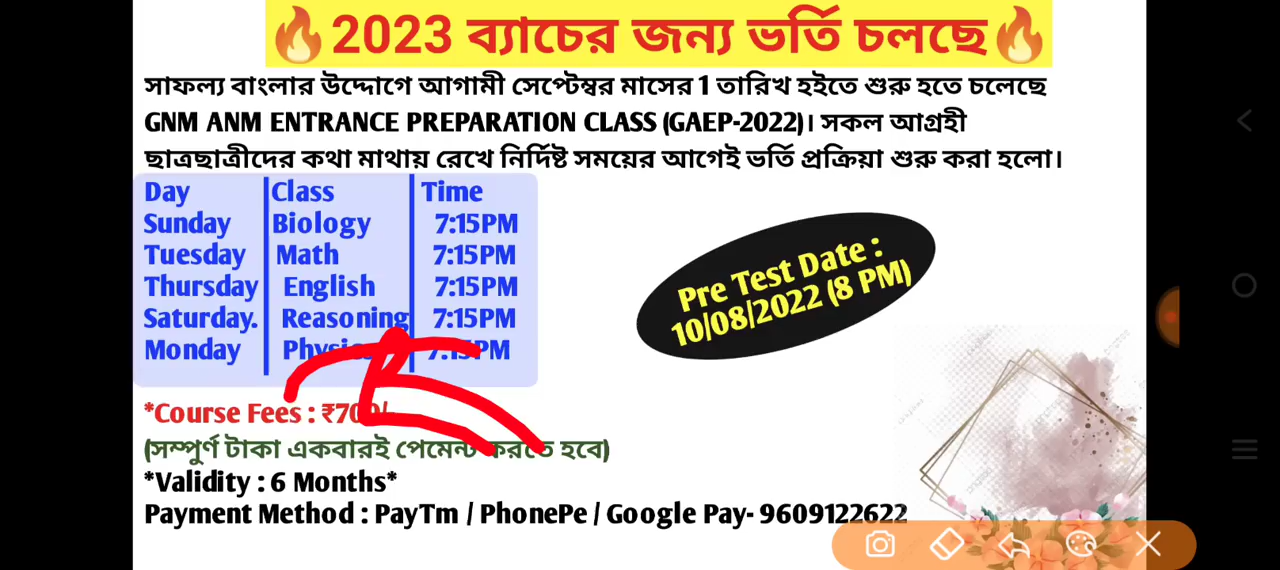 🔥2023 ব্যাচের জন্য ভর্তি চলছে🔥
সাফল্য বাংলার উদ্দোগে আগামী সেপ্টেম্বর মাসের 1 তারিখ হইতে শুরু হতে চলেছে
GNM ANM ENTRANCE PREPARATION CLASS (GAEP-2022)। সকল আগ্রহী
ছাত্রছাত্রীদের কথা মাথায় রেখে নির্দিষ্ট সময়ের আগেই ভর্তি প্রক্রিয়া শুরু করা হলো।
Day Class Time
Sunday Biology 7:15PM
Tuesday Math 7:15PM
Thursday English 7:15PM
Saturday. Reasoning 7:15PM
Monday 7:15PM
Pre Test Date :
10/08/2022 (8 PM)
*Course Fees : ₹700/-
(সম্পুর্ণ টাকা একবারই পেমেন্ট করতে হবে)
*Validity : 6 Months*
Payment Method : PayTm / PhonePe / Google Pay- 9609122622